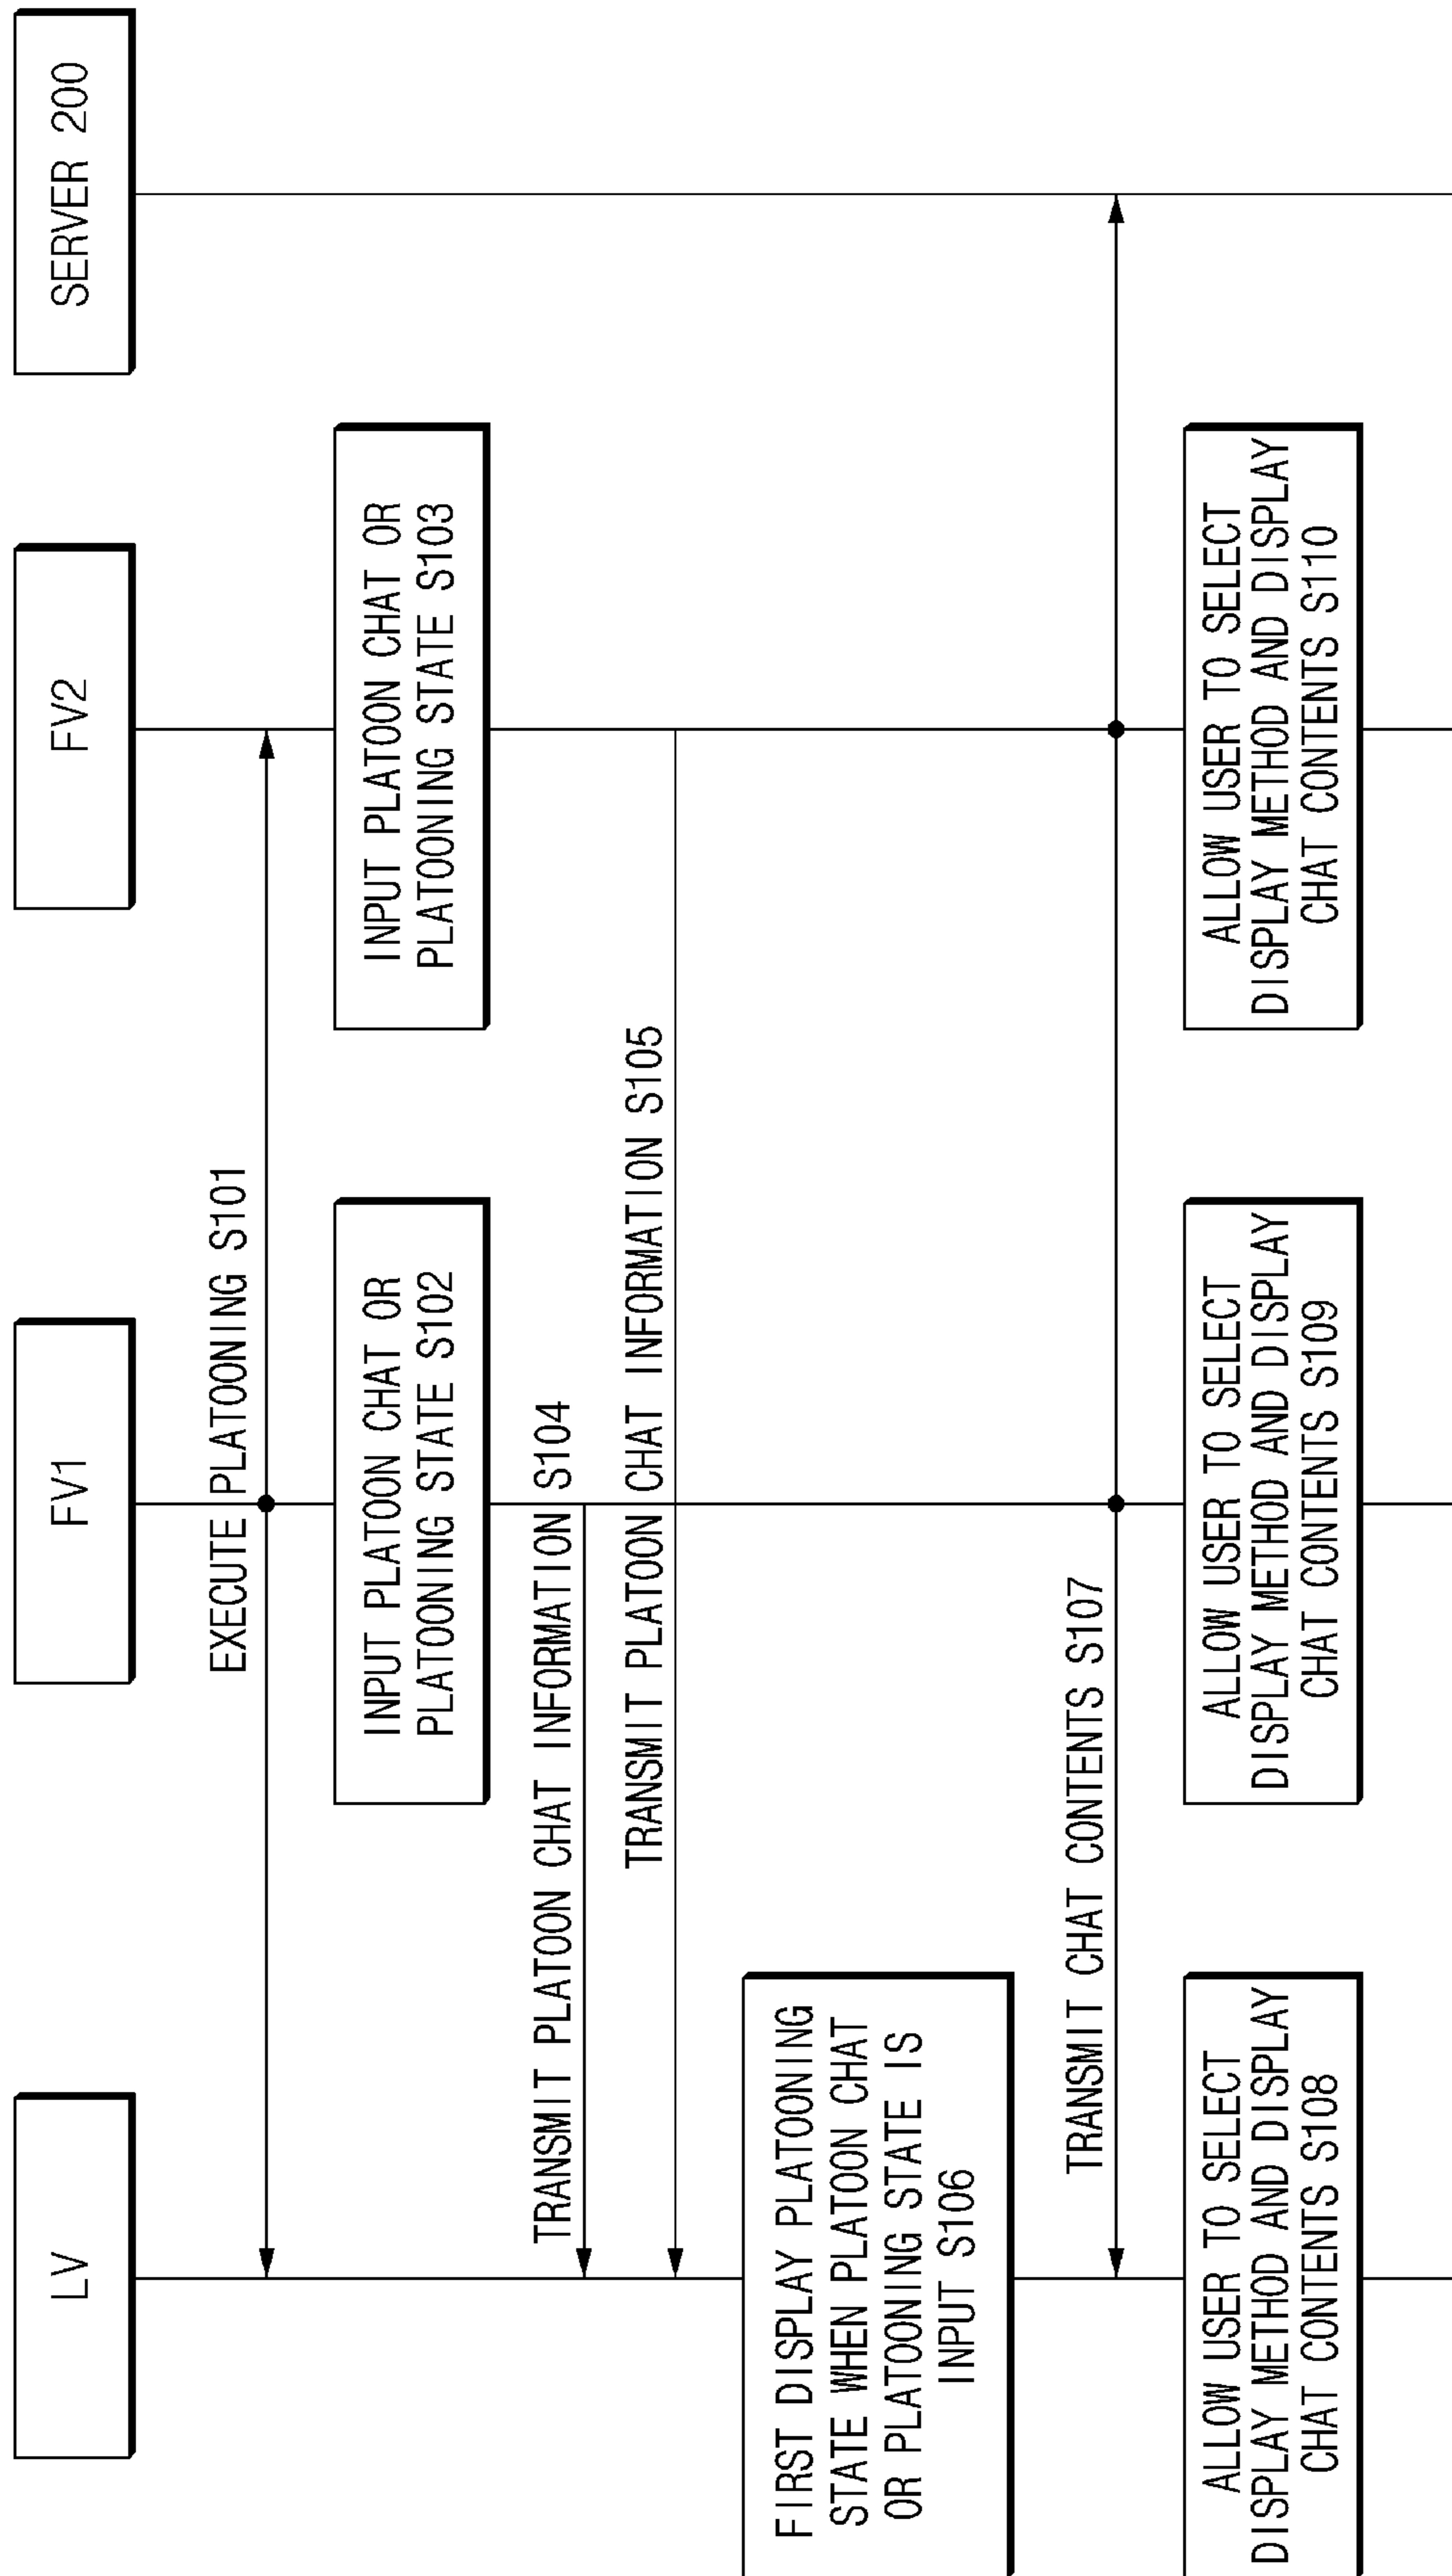 LV
FV1
FV2
SERVER 200
EXECUTE PLATOONING S101
INPUT PLATOON CHAT OR
PLATOONING STATE S102
INPUT PLATOON CHAT OR
PLATOONING STATE S103
TRANSMIT PLATOON CHAT INFORMATION S104
TRANSMIT PLATOON CHAT INFORMATION S105
FIRST DISPLAY PLATOONING
STATE WHEN PLATOON CHAT
OR PLATOONING STATE IS
INPUT S106
TRANSMIT CHAT CONTENTS S107
ALLOW USER TO SELECT
DISPLAY METHOD AND DISPLAY
CHAT CONTENTS S108
ALLOW USER TO SELECT
DISPLAY METHOD AND DISPLAY
CHAT CONTENTS S109
ALLOW USER TO SELECT
DISPLAY METHOD AND DISPLAY
CHAT CONTENTS S110